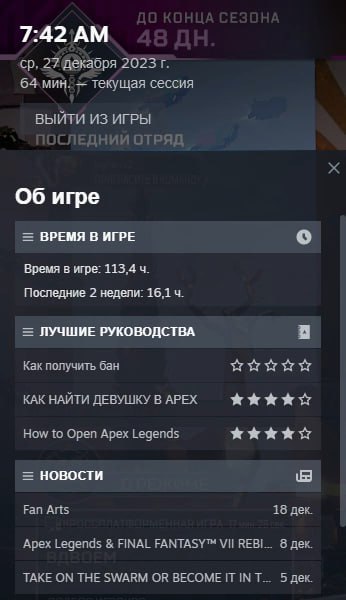 ДО КОНЦА СЕЗОНА
7:42 AM
48 ДН.
ср, 27 декабря 2023 г.
64 мин. — текущая сессия
ВЫЙТИ ИЗ ИГРЫ
ПОСЛЕДНИЙ ОТРЯД
Об игре
ВРЕМЯ В ИГРЕ
Время в игре: 113,4 ч.
Последние 2 недели: 16,1 ч.
ЛУЧШИЕ РУКОВОДСТВА
Как получить бан
КАК НАЙТИ ДЕВУШКУ В APEX
How to Open Apex Legends
НОВОСТИ
Fan Arts 18 дек.
О РЕЖИМЕ
Apex Legends & FINAL FANTASY™ VII REBI... 8 дек.
ВДВОЕМ
TAKE ON THE SWARM OR BECOME IT IN T... 5 дек.